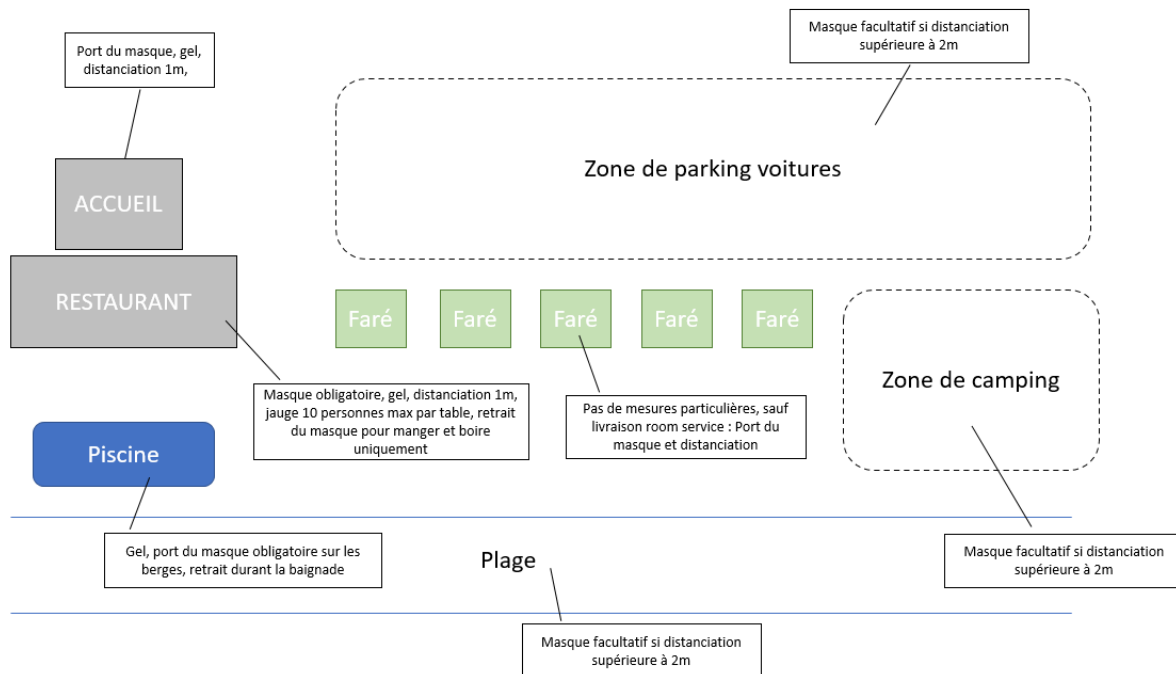 Port du masque, gel,
distanciation 1m,
Masque facultatif si distanciation
supérieure à 2m
ACCUEIL
Zone de parking voitures
RESTAURANT
Faré
Faré
Faré
Faré
Faré
Zone de camping
Masque obligatoire, gel, distanciation 1m,
jauge 10 personnes max par table, retrait
du masque pour manger et boire
uniquement
Pas de mesures particulières, sauf
livraison room service : Port du
masque et distanciation
Piscine
Gel, port du masque obligatoire sur les
berges, retrait durant la baignade
Plage
Masque facultatif si distanciation
supérieure à 2m
Masque facultatif si distanciation
supérieure à 2m